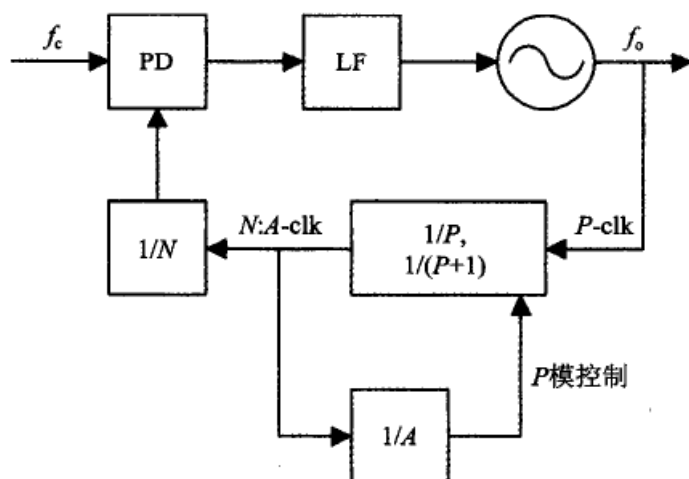 fc
PD
LF
fo
1/N
N:A-clk
1/P,
1/(P+1)
P-clk
P模控制
1/A